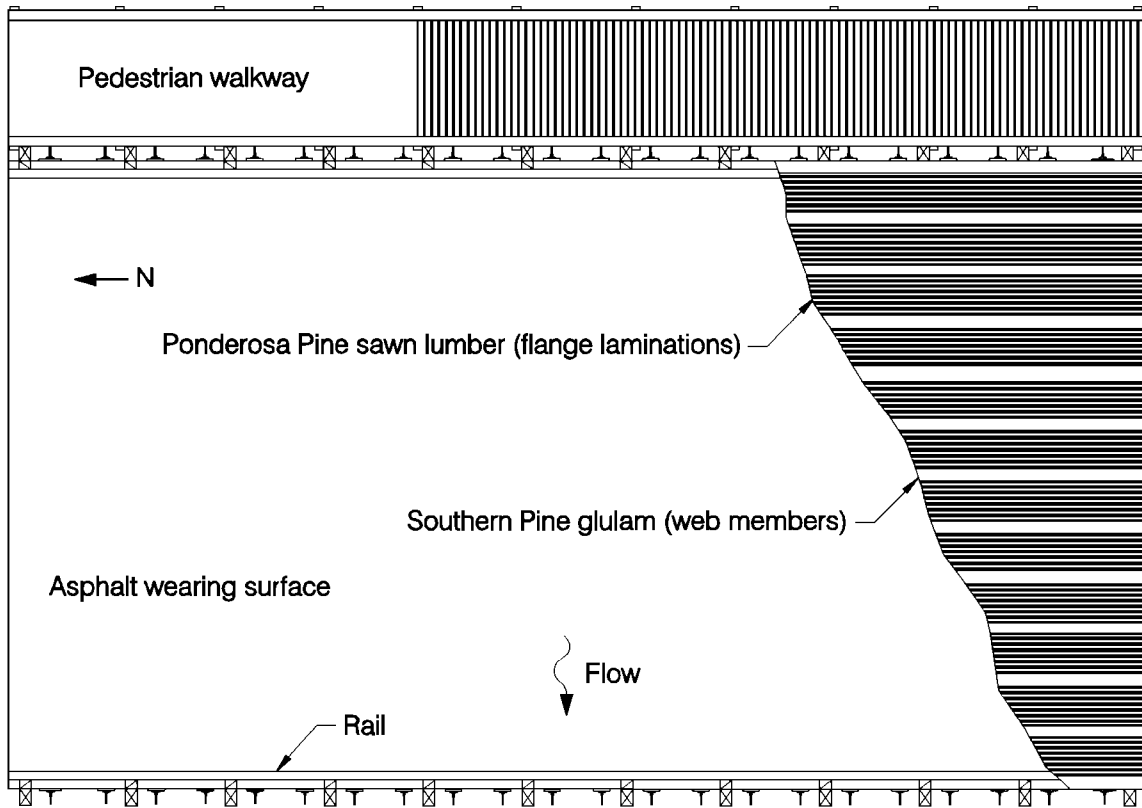 Pedestrian walkway
N
Ponderosa Pine sawn lumber (flange laminations)
Southern Pine glulam (web members)
Asphalt wearing surface
Flow
Rail